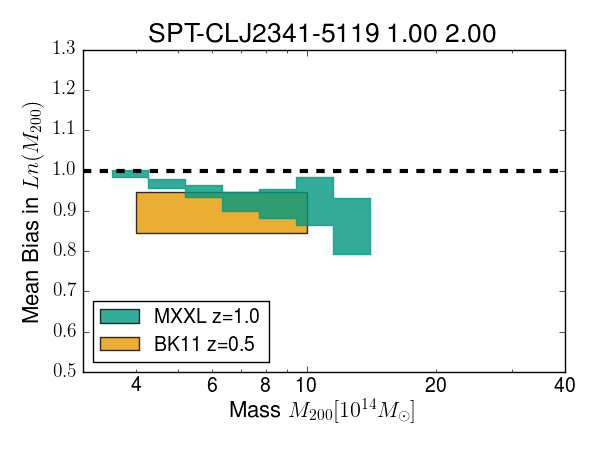 SPT-CLJ2341-5119 1.00 2.00
Mean Bias in Ln(M₂₀₀)
1.3
1.2
1.1
1.0
0.9
0.8
0.7
0.6
0.5
MXXL z=1.0
BK11 z=0.5
4 6 8 10 20 40
Mass M₂₀₀[10¹⁴M☉]